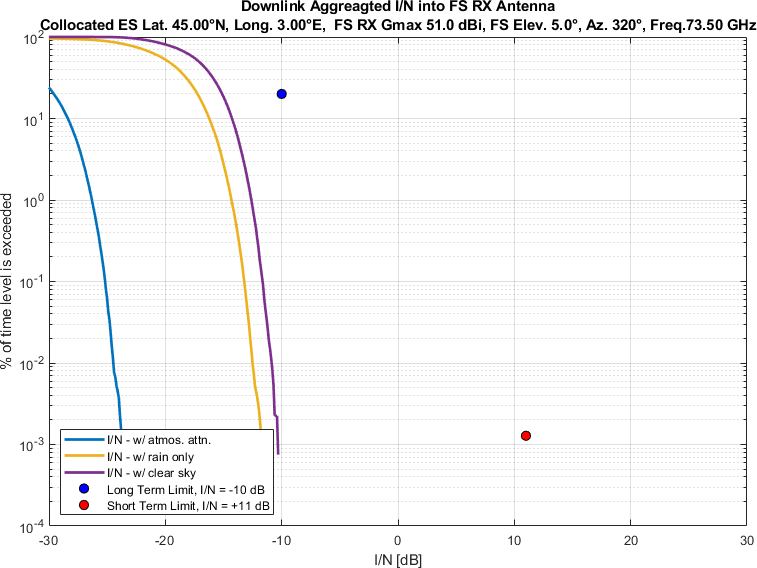 Downlink Aggreagted I/N into FS RX Antenna
Collocated ES Lat. 45.00°N, Long. 3.00°E,  FS RX Gmax 51.0 dBi, FS Elev. 5.0°, Az. 320°, Freq.73.50 GHz
% of time level is exceeded
10^2
10^1
10^0
10^-1
10^-2
10^-3
10^-4
I/N - w/ atmos. attn.
I/N - w/ rain only
I/N - w/ clear sky
Long Term Limit, I/N = -10 dB
Short Term Limit, I/N = +11 dB
-30 -20 -10 0 10 20 30
I/N [dB]